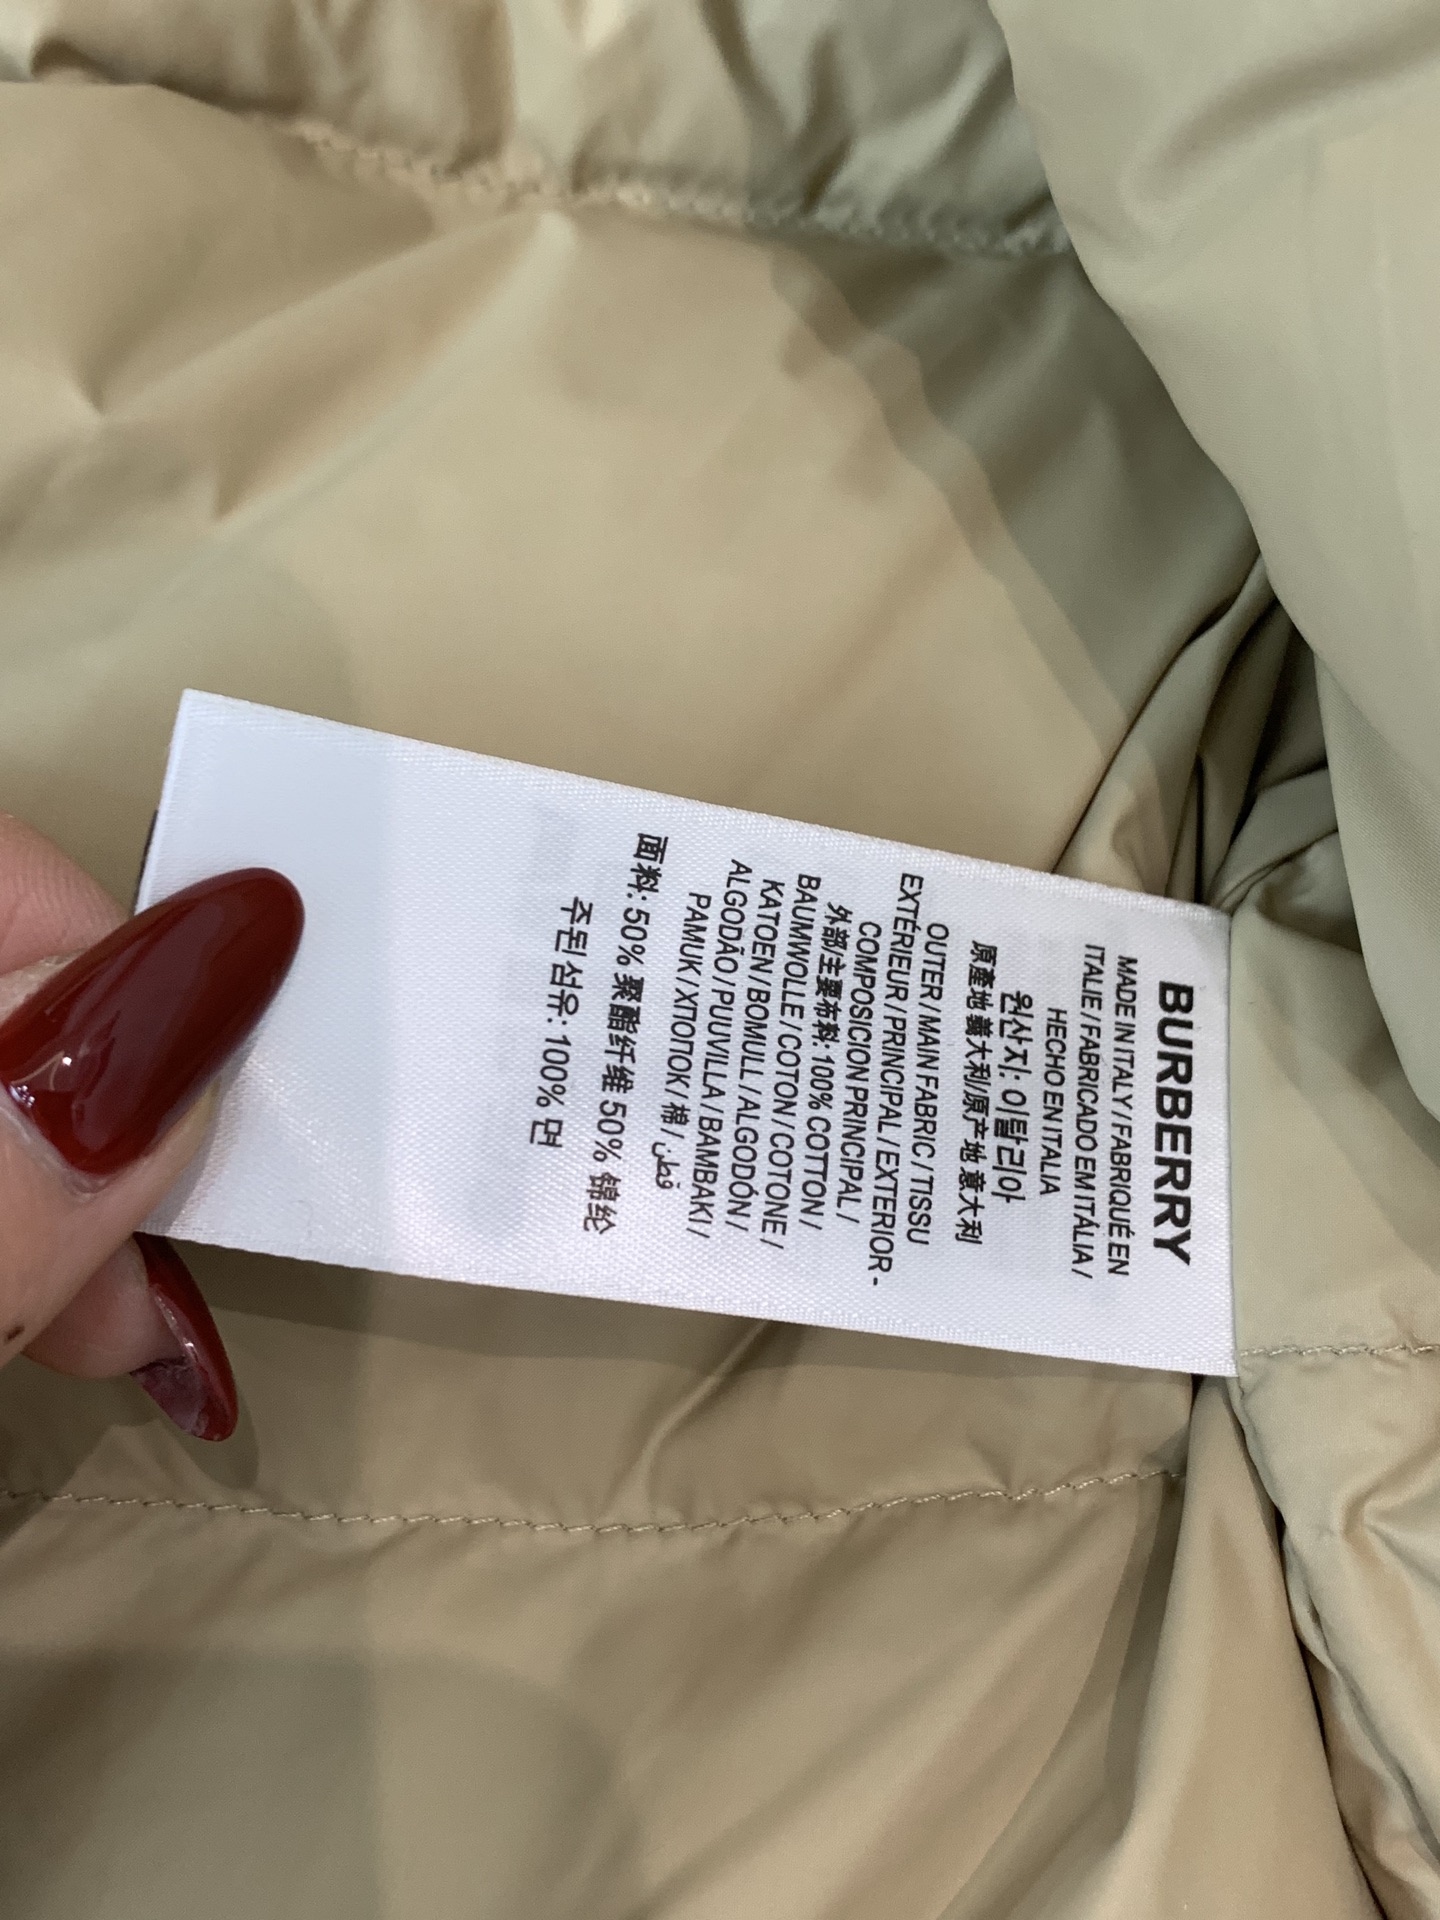 BURBERRY
MADE IN ITALY / FABRIQUÉ EN
ITALIE / FABRICADO EM ITÁLIA /
HECHO EN ITALIA
원산지: 이탈리아
原產地 義大利/原产地 意大利
OUTER / MAIN FABRIC / TISSU
EXTÉRIEUR / PRINCIPAL / EXTERIOR -
COMPOSICION PRINCIPAL /
外部主要布料: 100% COTTON /
BAUMWOLLE / COTON / COTONE /
KATOEN / BOMULL / ALGODÓN /
ALGODÃO / PUUVILLA / BAMBAKI /
PAMUK / ΧΠΟΠΟΚ / 棉 / قطن
面料: 50% 聚酯纤维 50% 锦纶
주된 섬유: 100% 면